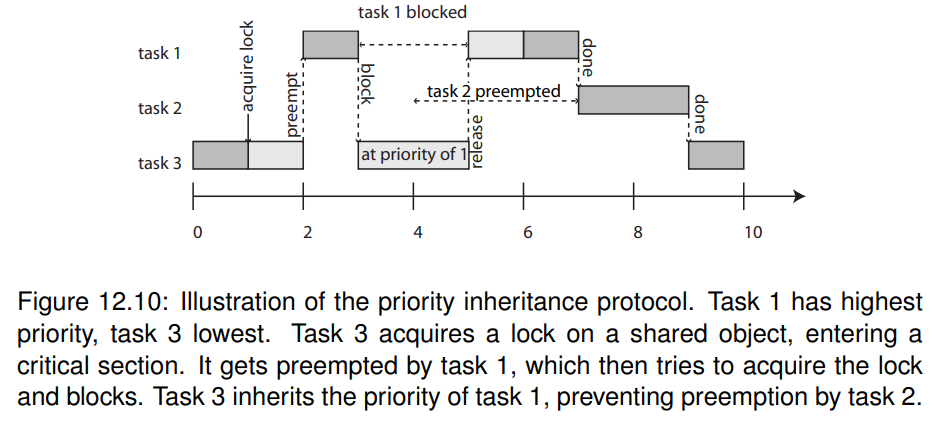 task 1 blocked
task 1
acquire lock
preempt
block
done
task 2
task 2 preempted
release
done
task 3
at priority of 1
0 2 4 6 8 10
Figure 12.10: Illustration of the priority inheritance protocol. Task 1 has highest
priority, task 3 lowest. Task 3 acquires a lock on a shared object, entering a
critical section. It gets preempted by task 1, which then tries to acquire the lock
and blocks. Task 3 inherits the priority of task 1, preventing preemption by task 2.